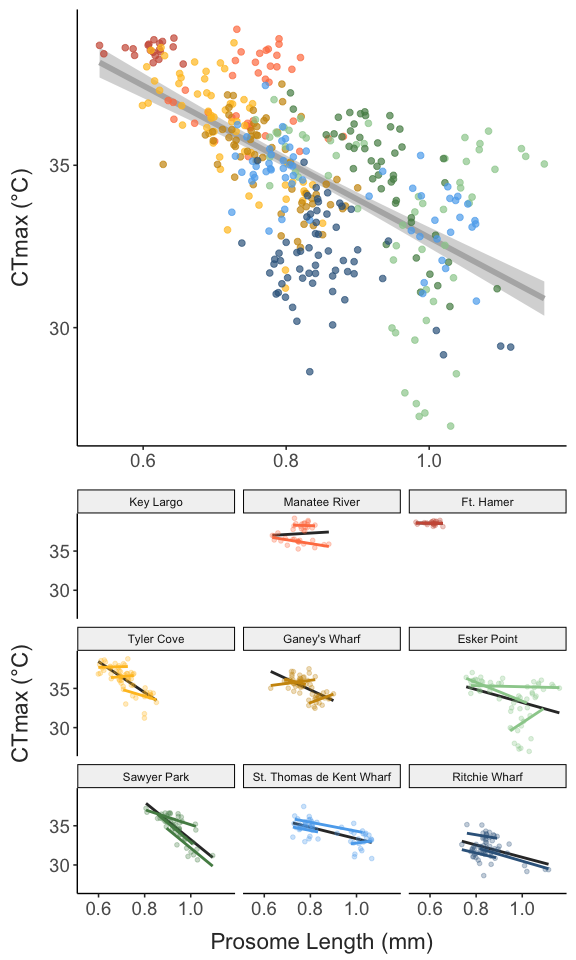 CTmax (°C)
35
30
0.6 0.8 1.0
Key Largo Manatee River Ft. Hamer
35
30
Tyler Cove Ganey's Wharf Esker Point
CTmax (°C)
35
30
Sawyer Park St. Thomas de Kent Wharf Ritchie Wharf
35
30
0.6 0.8 1.0 0.6 0.8 1.0 0.6 0.8 1.0
Prosome Length (mm)